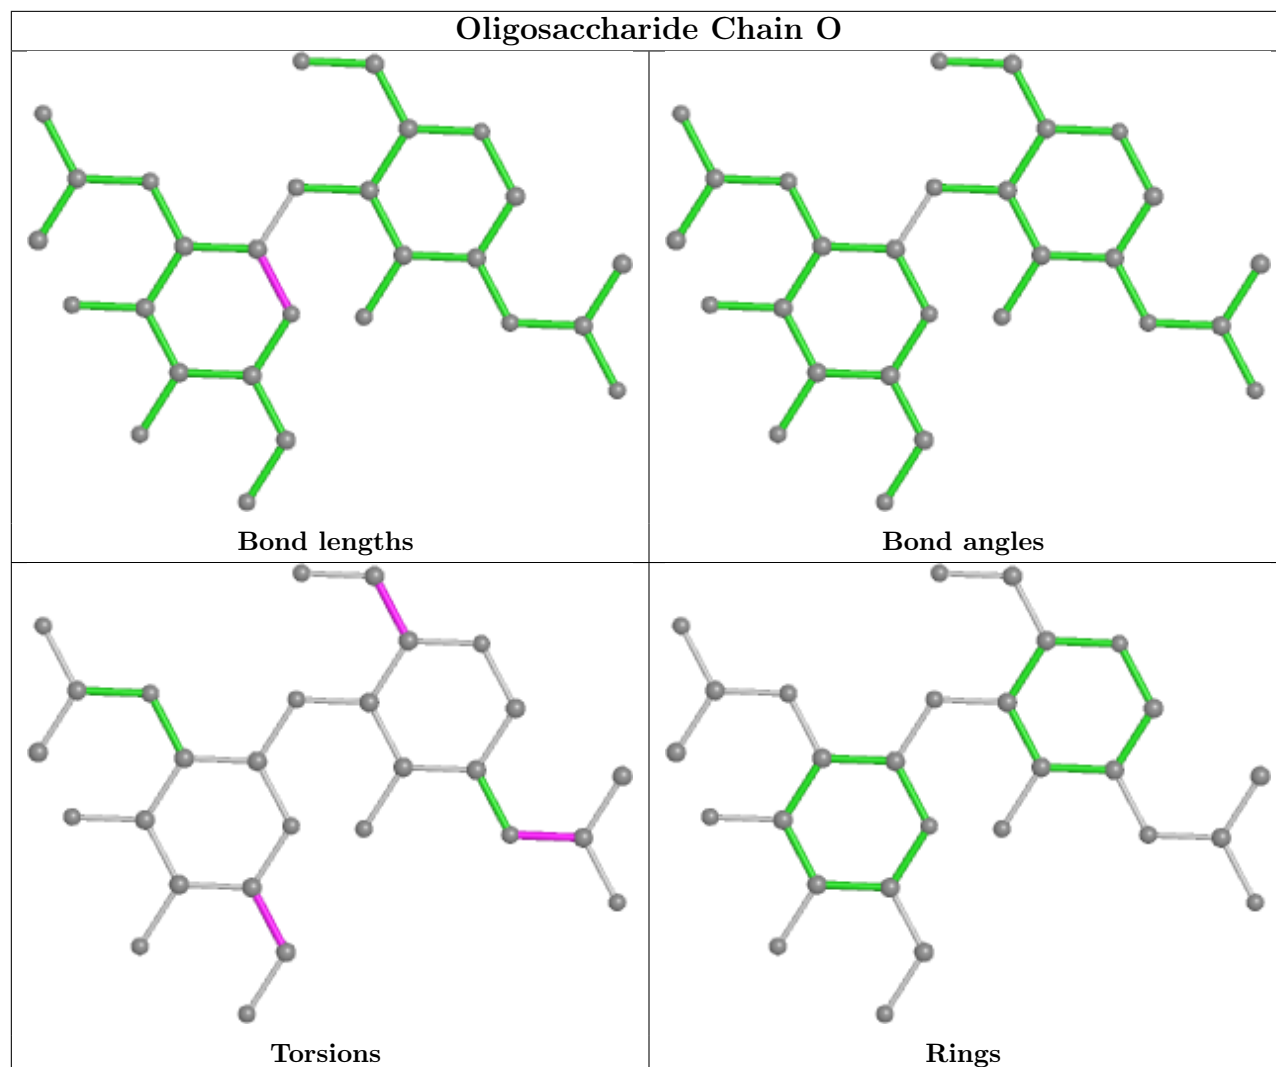 Oligosaccharide Chain O
Bond lengths
Bond angles
Torsions
Rings